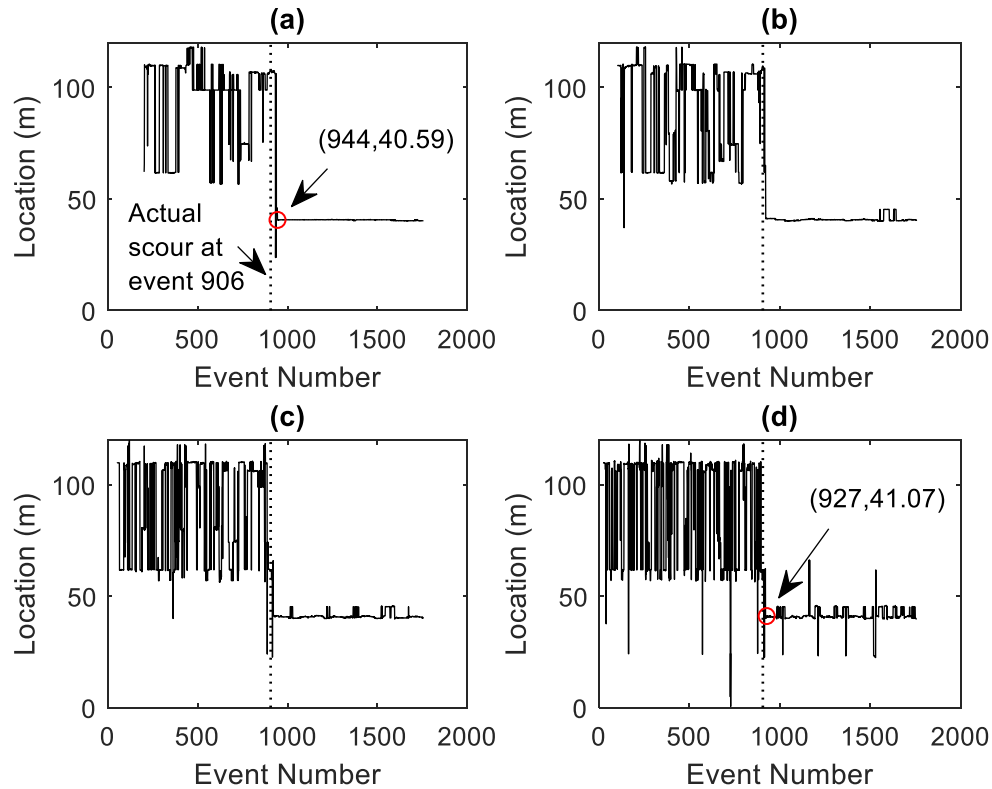 (a)
Location (m)
100
50
0
(944,40.59)
Actual
scour at
event 906
0 500 1000 1500 2000
Event Number
(b)
Location (m)
100
50
0
0 500 1000 1500 2000
Event Number
(c)
Location (m)
100
50
0
0 500 1000 1500 2000
Event Number
(d)
Location (m)
100
50
0
(927,41.07)
0 500 1000 1500 2000
Event Number